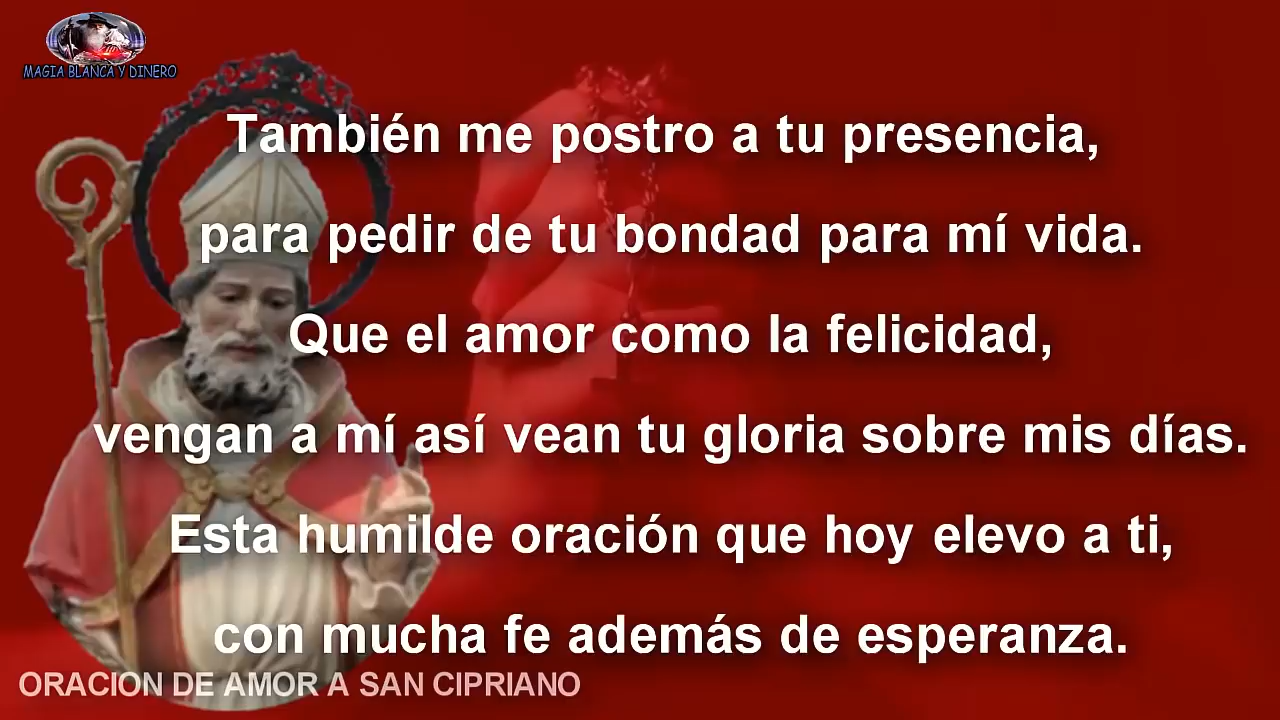 MAGIA BLANCA Y DINERO
También me postro a tu presencia,
para pedir de tu bondad para mí vida.
Que el amor como la felicidad,
vengan a mí así vean tu gloria sobre mis días.
Esta humilde oración que hoy elevo a ti,
con mucha fe además de esperanza.
ORACION DE AMOR A SAN CIPRIANO